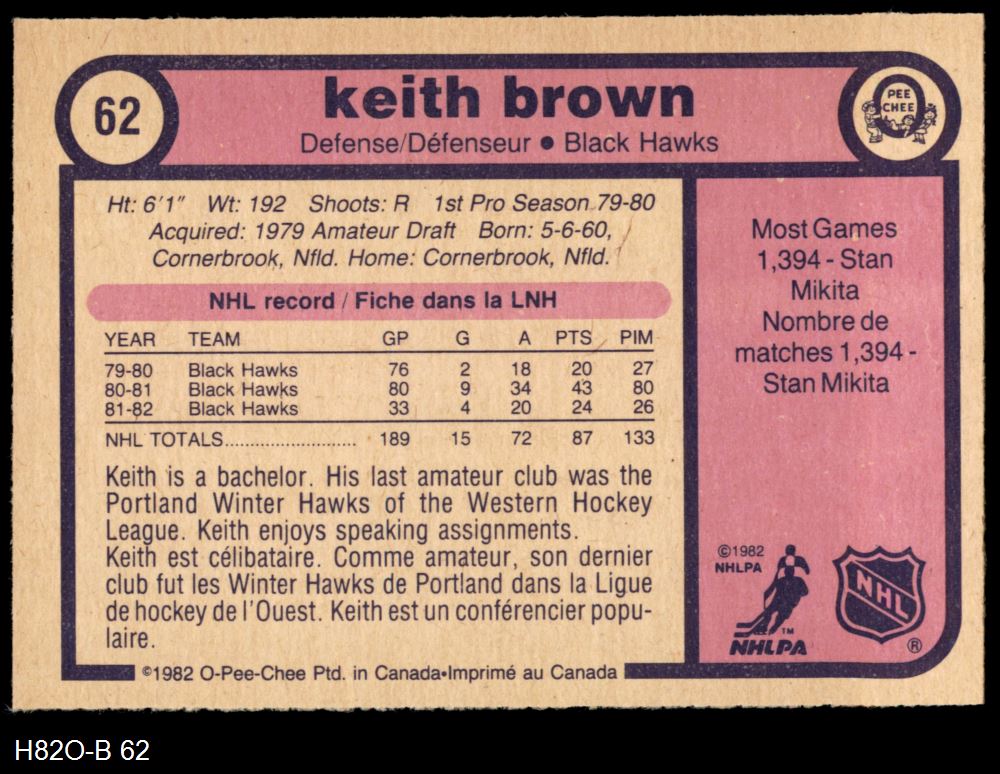 62
keith brown
PEE
CHEE
Defense/Défenseur • Black Hawks
Ht: 6'1" Wt: 192 Shoots: R 1st Pro Season 79-80
Acquired: 1979 Amateur Draft Born: 5-6-60,
Cornerbrook, Nfld. Home: Cornerbrook, Nfld.
NHL record / Fiche dans la LNH
YEAR TEAM GP G A PTS PIM
79-80 Black Hawks 76 2 18 20 27
80-81 Black Hawks 80 9 34 43 80
81-82 Black Hawks 33 4 20 24 26
NHL TOTALS........................... 189 15 72 87 133
Keith is a bachelor. His last amateur club was the
Portland Winter Hawks of the Western Hockey
League. Keith enjoys speaking assignments.
Keith est célibataire. Comme amateur, son dernier
club fut les Winter Hawks de Portland dans la Ligue
de hockey de l'Ouest. Keith est un conférencier popu-
laire.
Most Games
1,394 - Stan
Mikita
Nombre de
matches 1,394 -
Stan Mikita
©1982
NHLPA
TM
NHLPA
NHL
®
©1982 O-Pee-Chee Ptd. in Canada•Imprimé au Canada
H82O-B 62